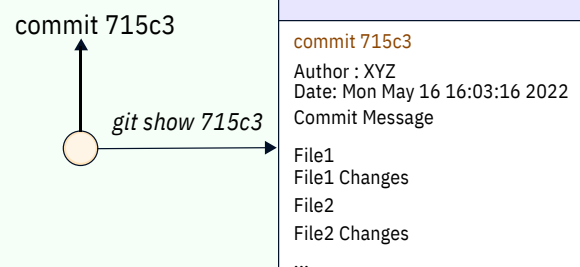 commit 715c3
git show 715c3
commit 715c3
Author : XYZ
Date: Mon May 16 16:03:16 2022
Commit Message
File1
File1 Changes
File2
File2 Changes
...